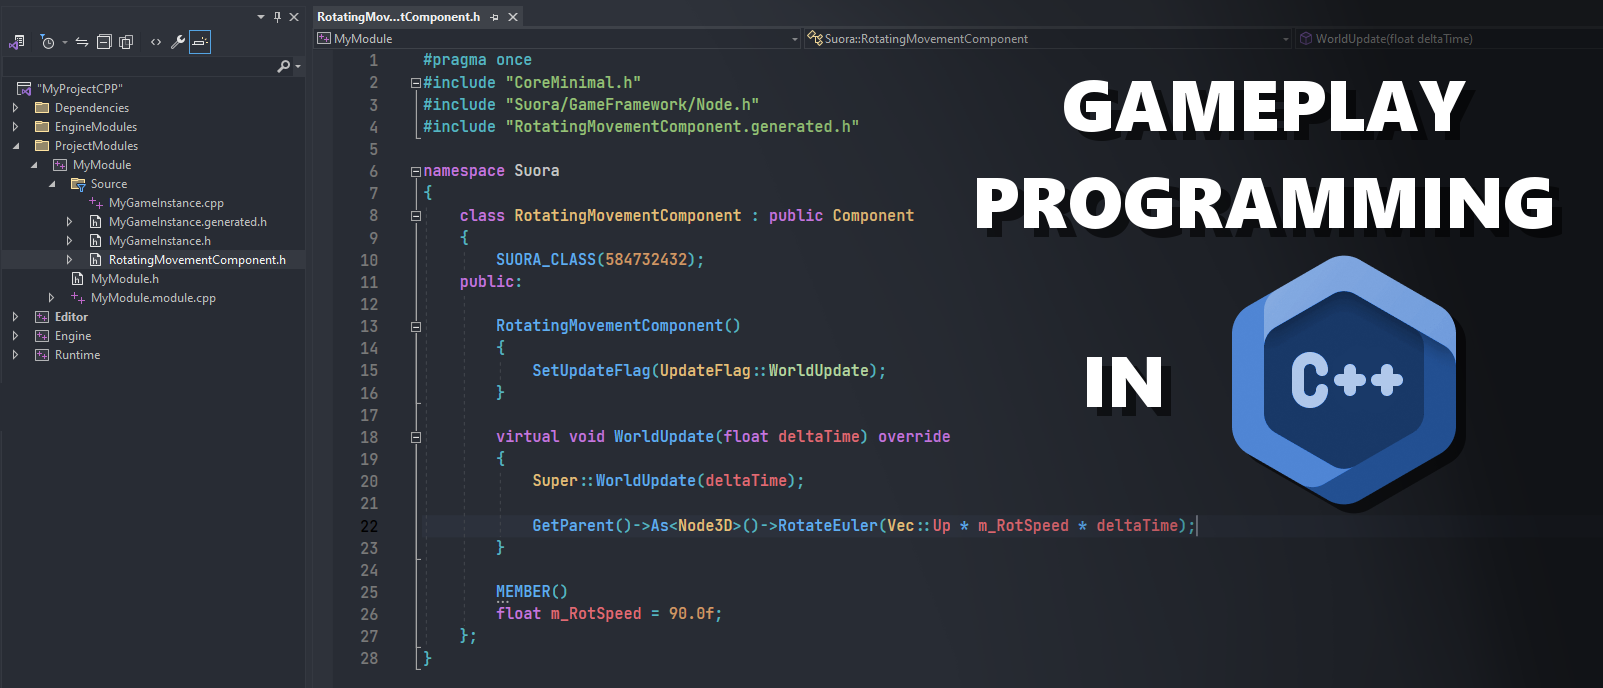 RotatingMov...tComponent.h
MyModule
Suora::RotatingMovementComponent
WorldUpdate(float deltaTime)
"MyProjectCPP"
Dependencies
EngineModules
ProjectModules
MyModule
Source
MyGameInstance.cpp
MyGameInstance.generated.h
MyGameInstance.h
RotatingMovementComponent.h
MyModule.h
MyModule.module.cpp
Editor
Engine
Runtime
1 #pragma once
2 #include "CoreMinimal.h"
3 #include "Suora/GameFramework/Node.h"
4 #include "RotatingMovementComponent.generated.h"
5
6 namespace Suora
7 {
8 class RotatingMovementComponent : public Component
9 {
10 SUORA_CLASS(584732432);
11 public:
12
13 RotatingMovementComponent()
14 {
15 SetUpdateFlag(UpdateFlag::WorldUpdate);
16 }
17
18 virtual void WorldUpdate(float deltaTime) override
19 {
20 Super::WorldUpdate(deltaTime);
21
22 GetParent()->As<Node3D>()->RotateEuler(Vec::Up * m_RotSpeed * deltaTime);
23 }
24
25 MEMBER()
26 float m_RotSpeed = 90.0f;
27 };
28 }
GAMEPLAY
PROGRAMMING
IN
C++